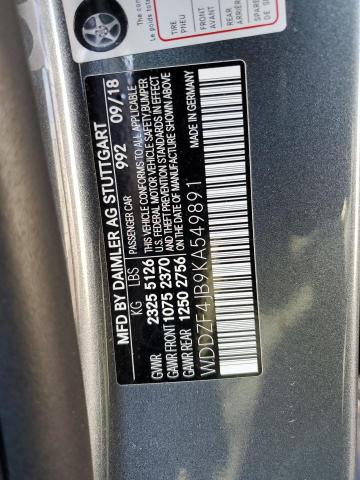 TIRE
PNEU
FRONT
AVANT
REAR
ARRIERE
SPARE
DE
MFD BY DAIMLER AG STUTTGART
992 09/18
KG LBS PASSENGER CAR
GVWR 2325 5126 THIS VEHICLE CONFORMS TO ALL APPLICABLE
GAWR FRONT 1075 2370 U.S. FEDERAL MOTOR VEHICLE SAFETY, BUMPER
GAWR REAR 1250 2756 AND THEFT PREVENTION STANDARDS IN EFFECT
ON THE DATE OF MANUFACTURE SHOWN ABOVE
MADE IN GERMANY
WDDZF4JB9KA549891